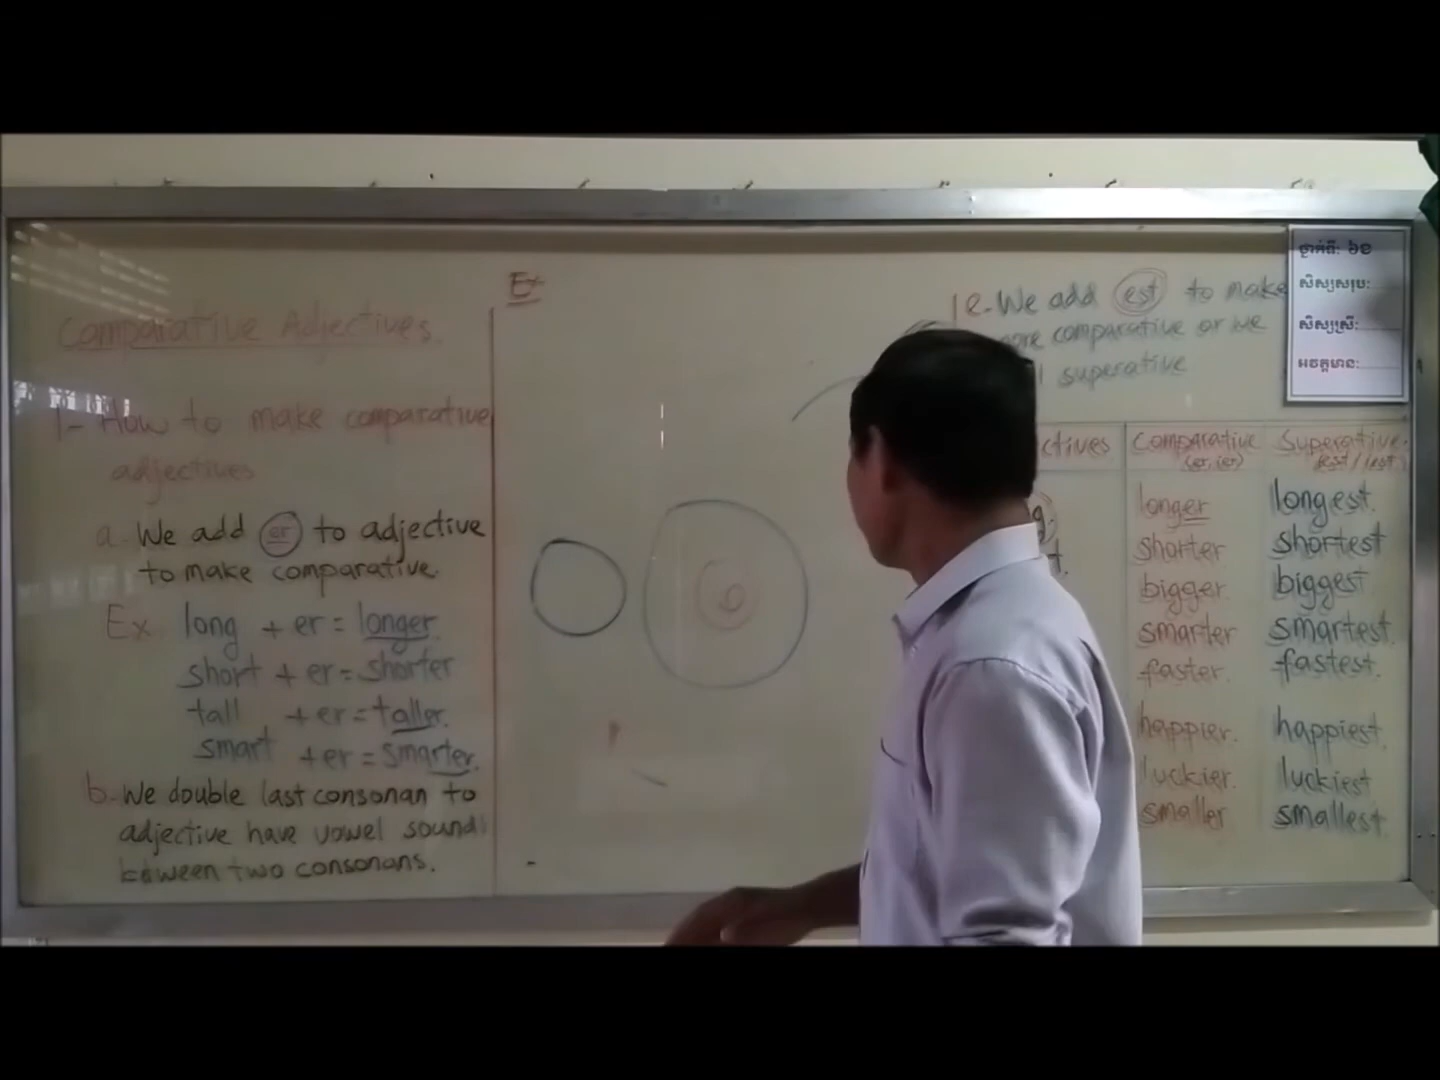 Comparative Adjectives.
1- How to make comparative
adjectives
a- We add er to adjective
to make comparative.
Ex long + er = longer.
short + er = shorter
tall + er = taller.
smart + er = smarter.
b- We double last consonan to
adjective have vowel sound
two consonans.
Ex
e- We add est to make
comparative or we
superative
ctives
Comparative
(er, ier)
Superative.
longer
longest.
shorter
shortest
bigger
biggest
smarter
smartest.
faster
fastest.
happier.
happiest.
luckier.
luckiest
smaller
smallest.
ថ្នាក់ទី: ៦ខ
សិស្សសរុប:
សិស្សស្រី:
អវត្តមាន: